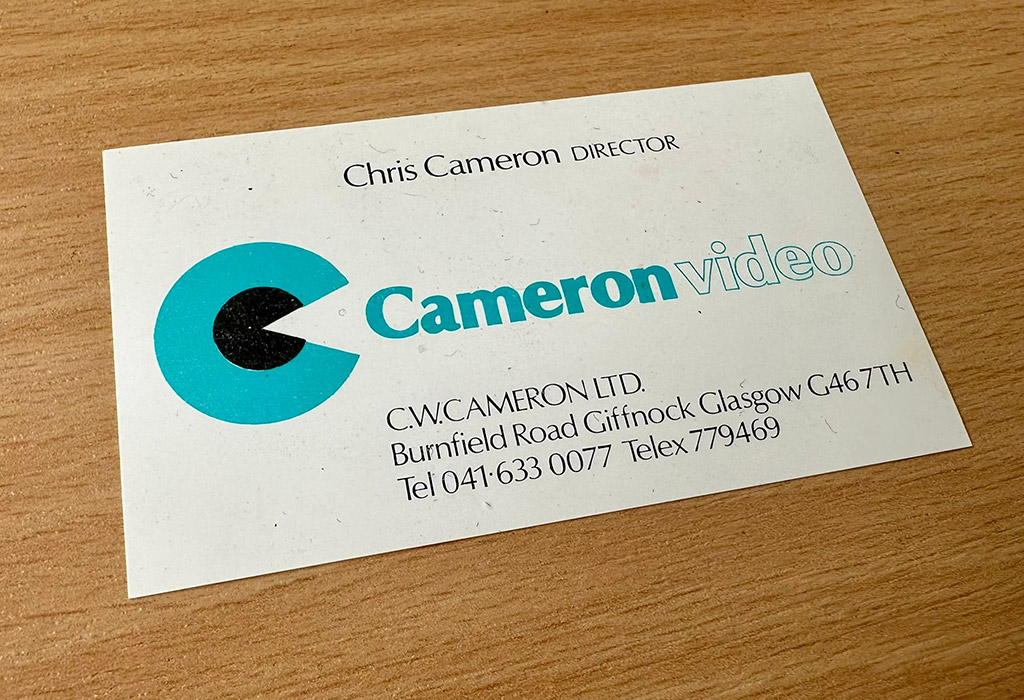 Chris Cameron DIRECTOR
Cameron video
C.W.CAMERON LTD.
Burnfield Road Giffnock Glasgow G46 7TH
Tel 041·633 0077 Telex 779469